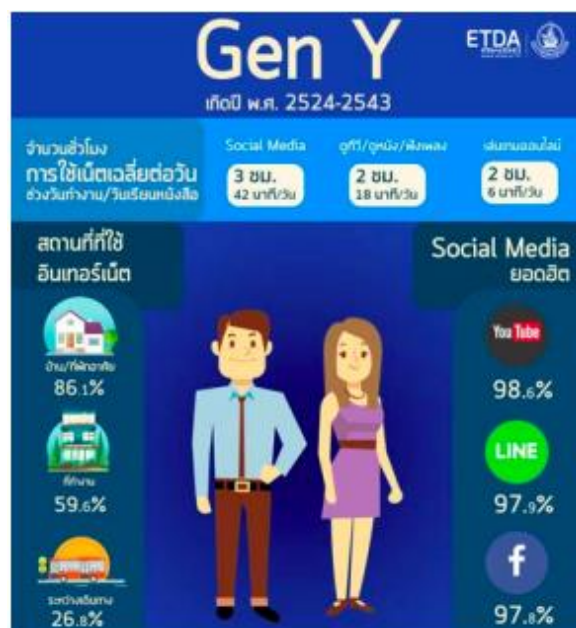 Gen Y
ETDA
เกิดปี พ.ศ. 2524-2543
จำนวนชั่วโมง
การใช้เน็ตเฉลี่ยต่อวัน
ช่วงวันทำงาน/วันเรียนหนังสือ
Social Media
3 ชม.
42 นาที/วัน
ดูทีวี/ดูหนัง/ฟังเพลง
2 ชม.
18 นาที/วัน
เล่นเกมออนไลน์
2 ชม.
6 นาที/วัน
สถานที่ที่ใช้
อินเทอร์เน็ต
บ้าน/ที่พักอาศัย
86.1%
ที่ทำงาน
59.6%
ระหว่างเดินทาง
26.8%
Social Media
ยอดฮิต
You Tube
98.6%
LINE
97.9%
f
97.8%